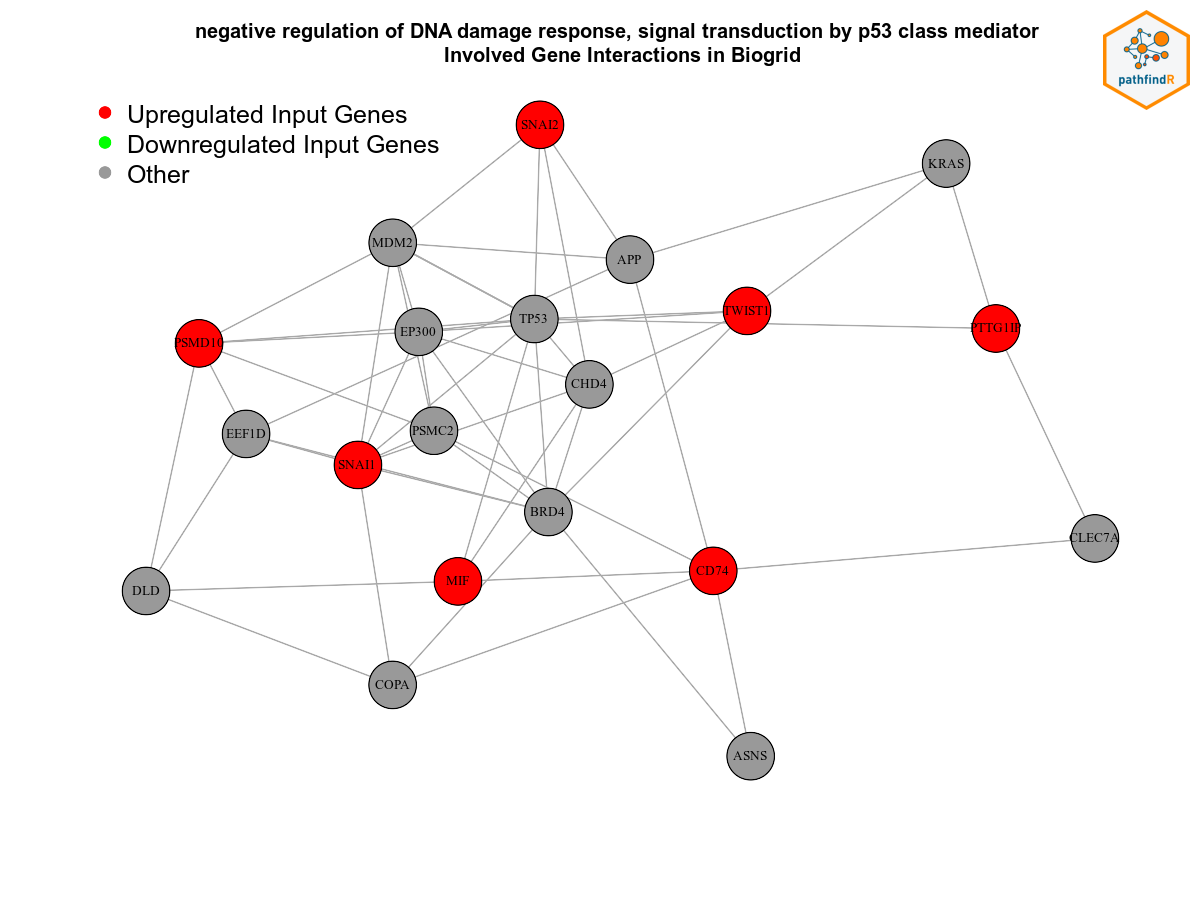 negative regulation of DNA damage response, signal transduction by p53 class mediator
Involved Gene Interactions in Biogrid
pathfindR
Upregulated Input Genes
Downregulated Input Genes
Other
SNAI2
KRAS
MDM2
APP
TWIST1
TP53
PTTG1IP
EP300
PSMD10
CHD4
PSMC2
EEF1D
SNAI1
BRD4
CLEC7A
CD74
MIF
DLD
COPA
ASNS